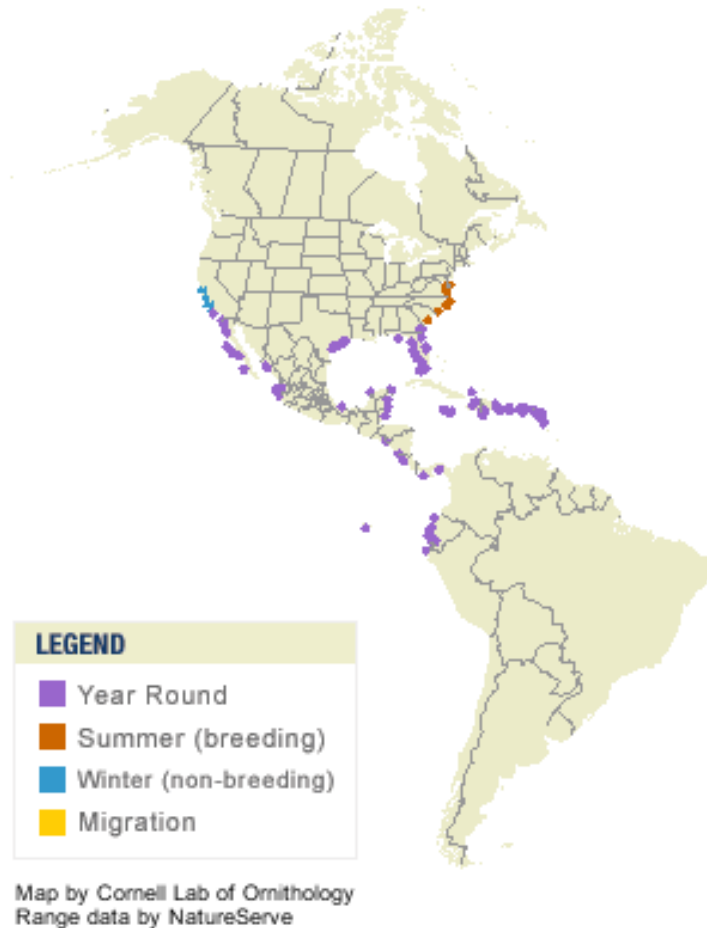 LEGEND
Year Round
Summer (breeding)
Winter (non-breeding)
Migration
Map by Cornell Lab of Ornithology
Range data by NatureServe